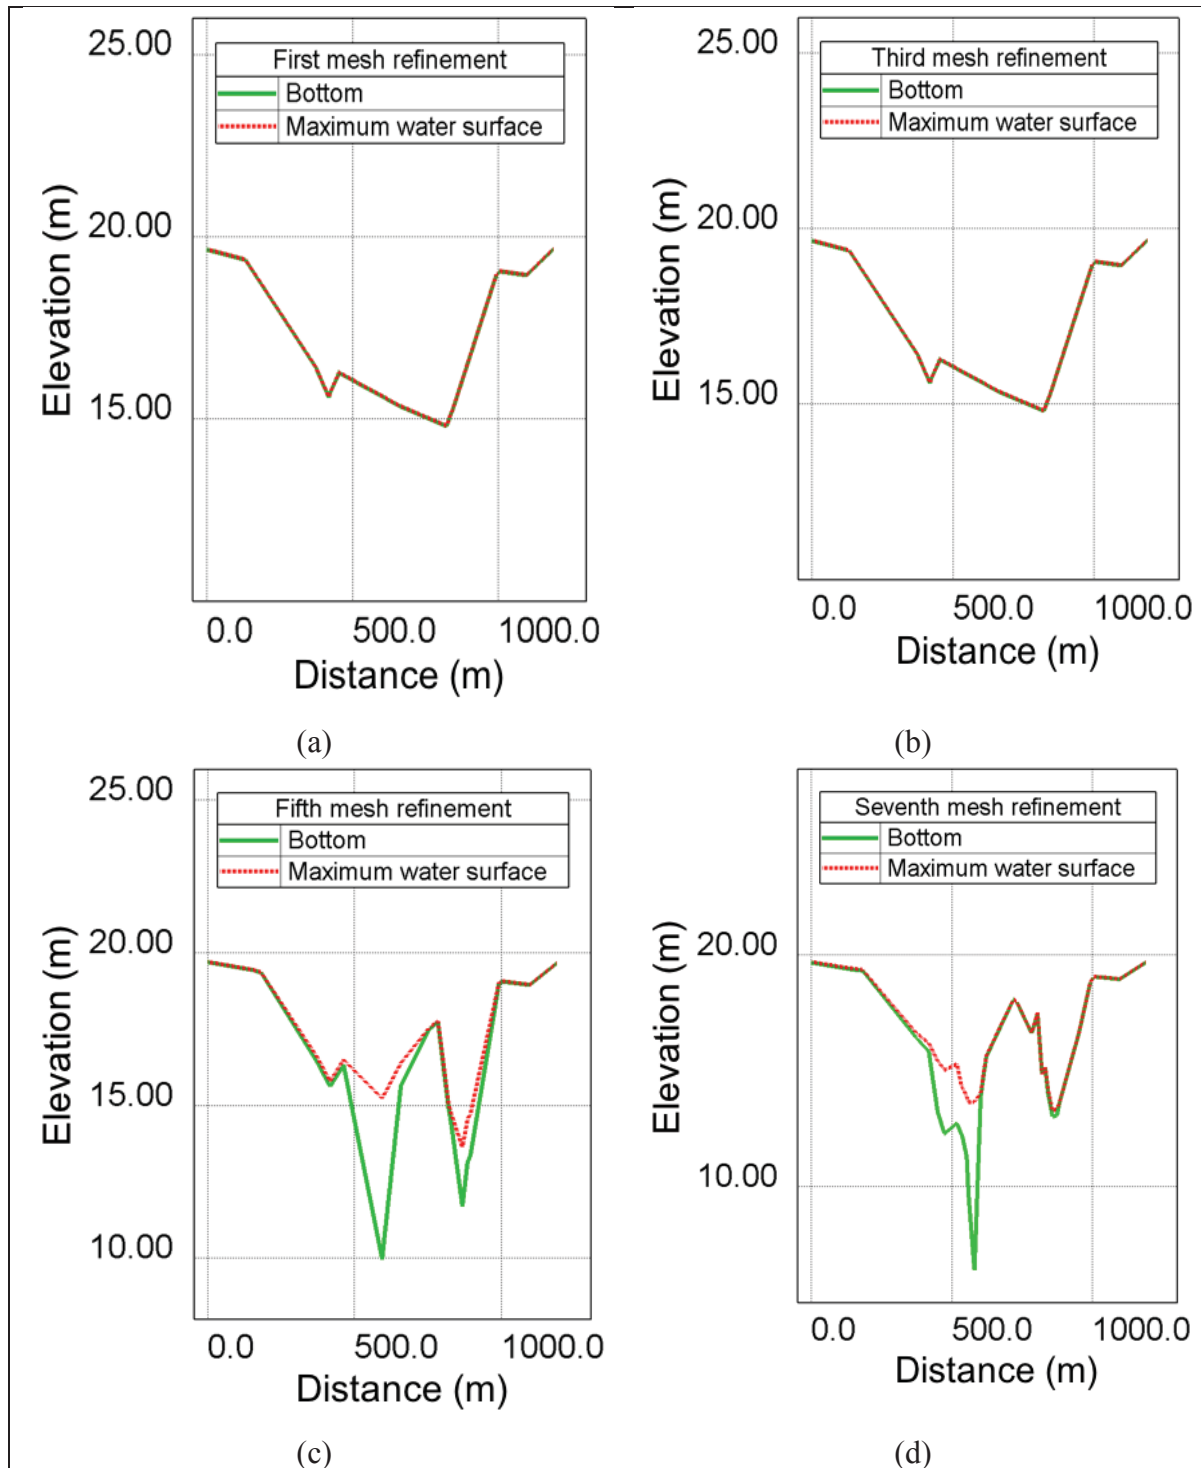 First mesh refinement
Bottom
Maximum water surface
25.00
20.00
15.00
Elevation (m)
0.0 500.0 1000.0
Distance (m)
(a)
Third mesh refinement
Bottom
Maximum water surface
25.00
20.00
15.00
Elevation (m)
0.0 500.0 1000.0
Distance (m)
(b)
Fifth mesh refinement
Bottom
Maximum water surface
25.00
20.00
15.00
10.00
Elevation (m)
0.0 500.0 1000.0
Distance (m)
(c)
Seventh mesh refinement
Bottom
Maximum water surface
20.00
10.00
Elevation (m)
0.0 500.0 1000.0
Distance (m)
(d)